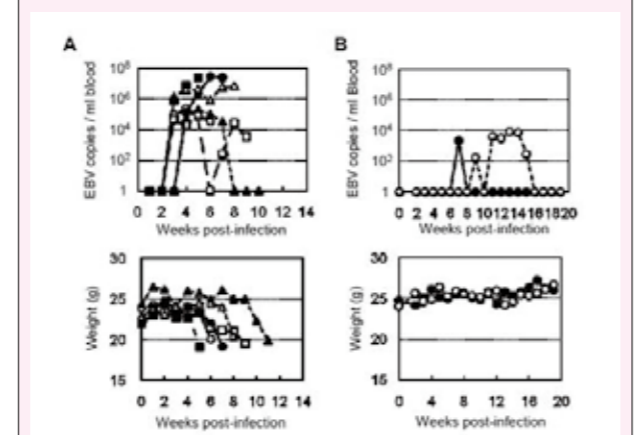 A
EBV copies / ml blood
10⁸
10⁶
10⁴
10²
1
0 2 4 6 8 10 12 14
Weeks post-infection
B
EBV copies / ml Blood
10⁸
10⁶
10⁴
10²
1
0 2 4 6 8 10 12 14 16 18 20
Weeks post-infection
Weight (g)
30
25
20
15
0 2 4 6 8 10 12 14
Weeks post-infection
Weight (g)
30
25
20
15
0 4 8 12 16 20
Weeks post-infection